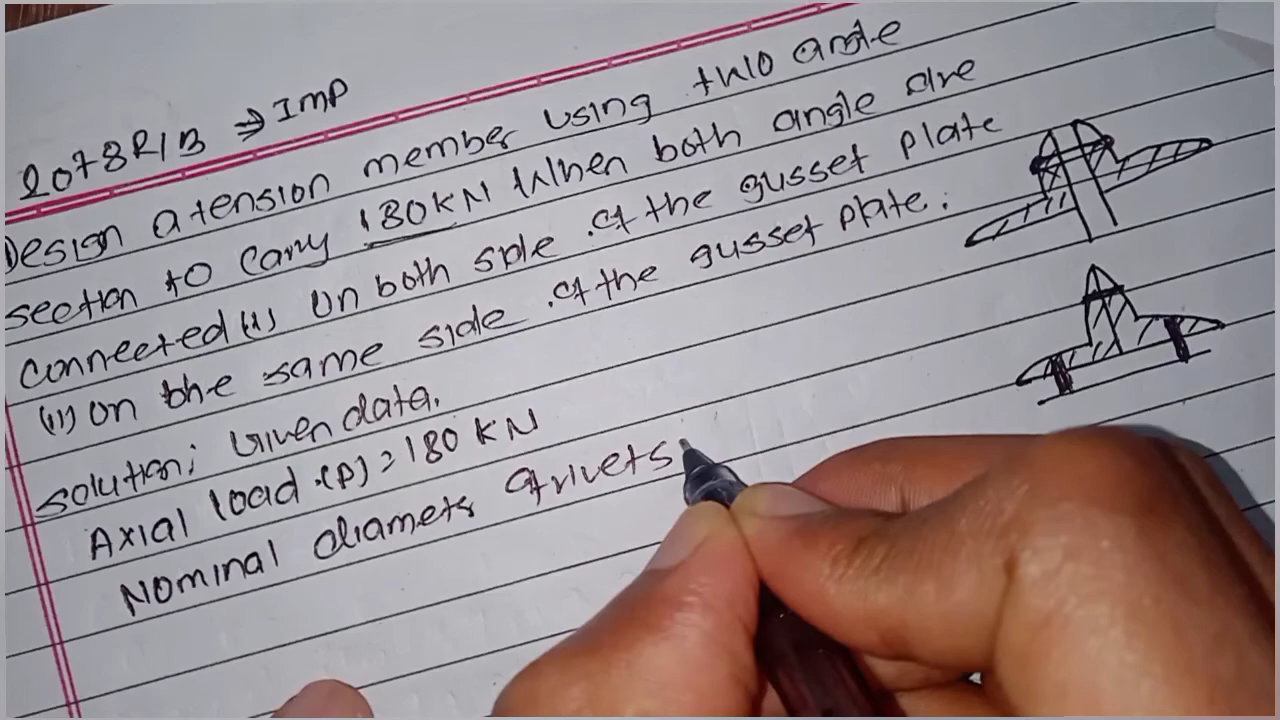 2078R/B ⇒ IMP
Design a tension member using two angle
section to carry 180KN When both angle are
connected (i) on both side of the gusset plate
(ii) on the same side of the gusset plate.
solution; Given data.
Axial load (P) = 180 KN
Nominal diameter of rivets